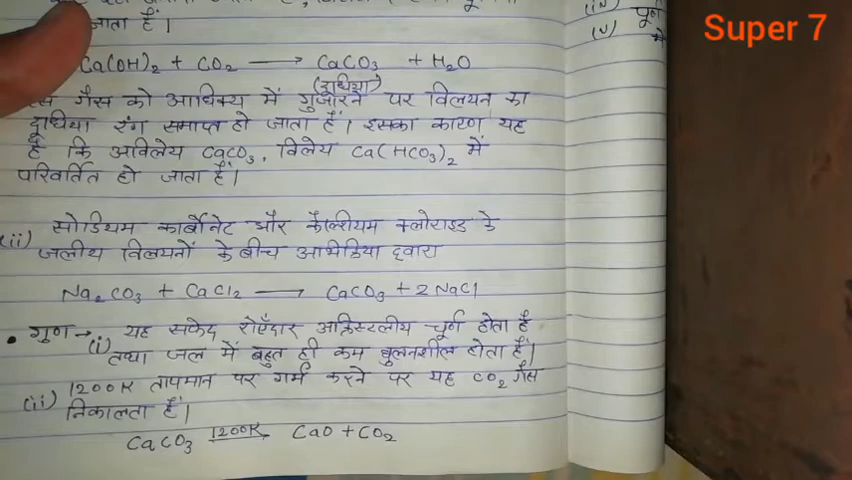 जाता है।
Ca(OH)₂ + CO₂ → CaCO₃ + H₂O
(दुधिया)
गैस को आधिक्य में गुजारने पर विलयन का
दूधिया रंग समाप्त हो जाता है। इसका कारण यह
है कि अविलेय CaCO₃, विलेय Ca(HCO₃)₂ में
परिवर्तित हो जाता है।
(ii) सोडियम कार्बोनेट और कैल्शियम क्लोराइड के
जलीय विलयनों के बीच अभिक्रिया द्वारा
Na₂CO₃ + CaCl₂ → CaCO₃ + 2NaCl
• गुण → (i) यह सफेद रोएँदार अक्रिस्टलीय चूर्ण होता है
तथा जल में बहुत ही कम घुलनशील होता है।
(ii) 1200K तापमान पर गर्म करने पर यह CO₂ गैस
निकालता है।
CaCO₃ 1200K→ CaO + CO₂
(iv) पूर्ण
(v) में
Super 7